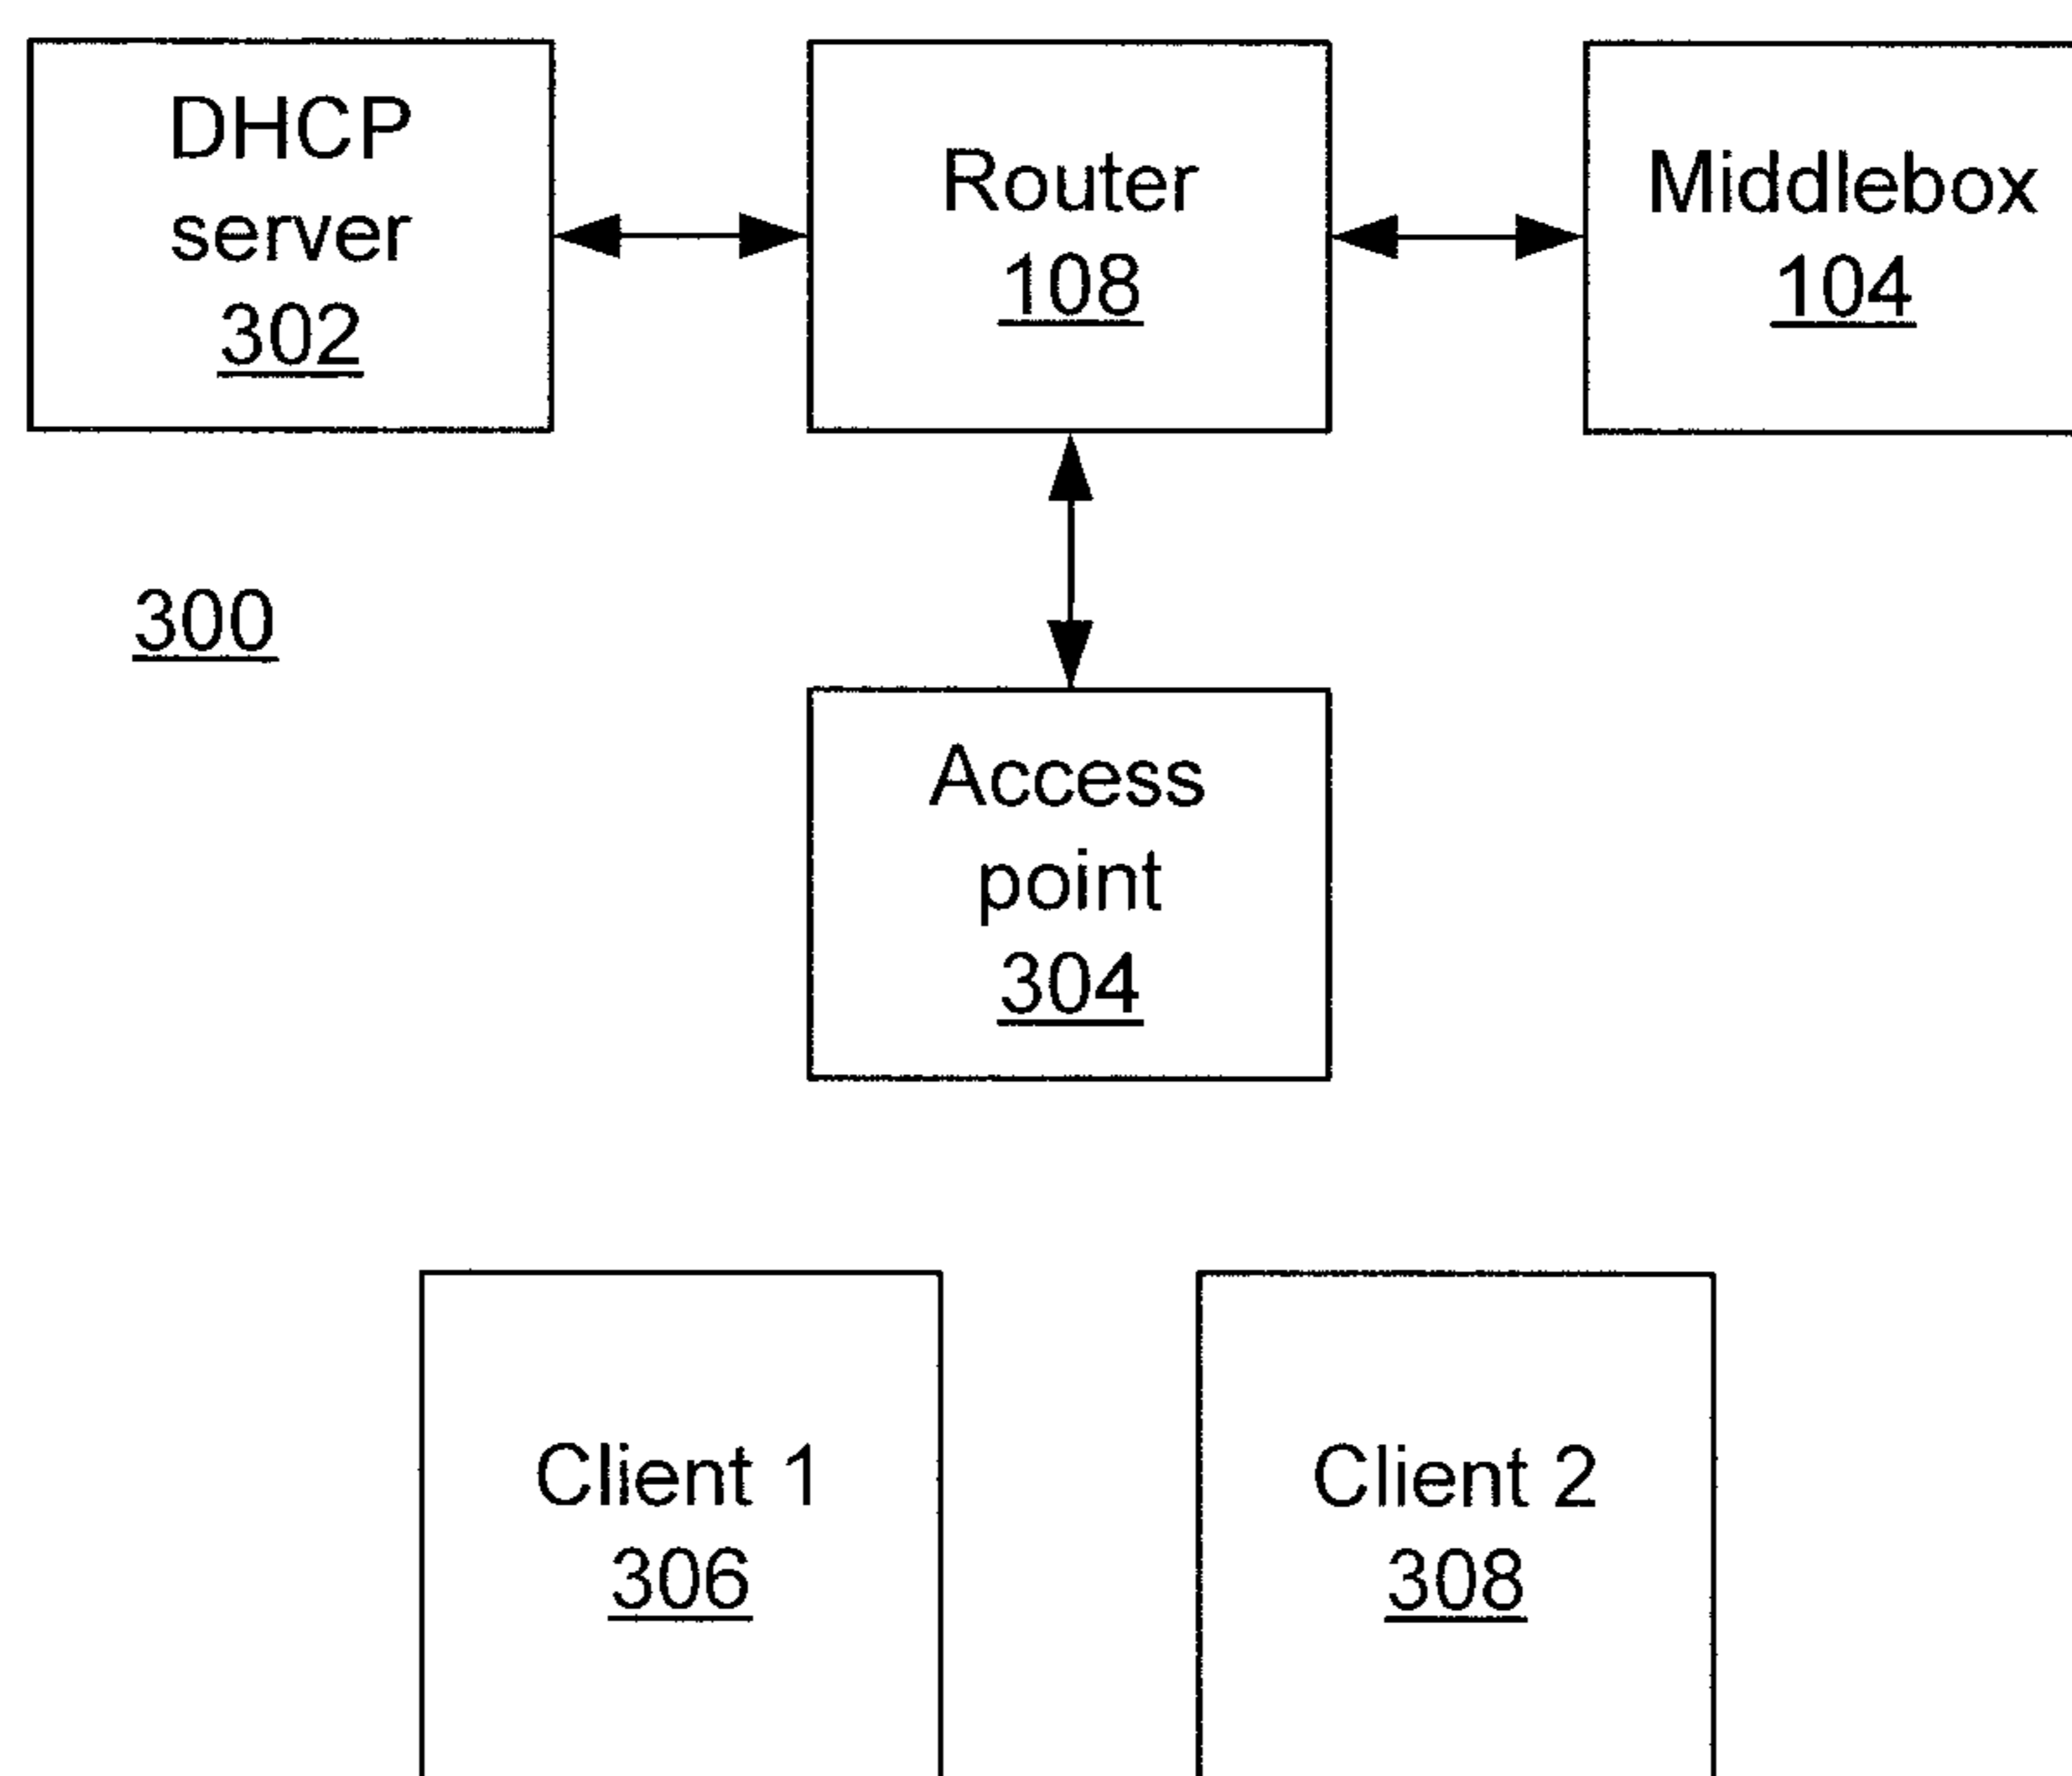 DHCP
server
302
Router
108
Middlebox
104
300
Access
point
304
Client 1
306
Client 2
308